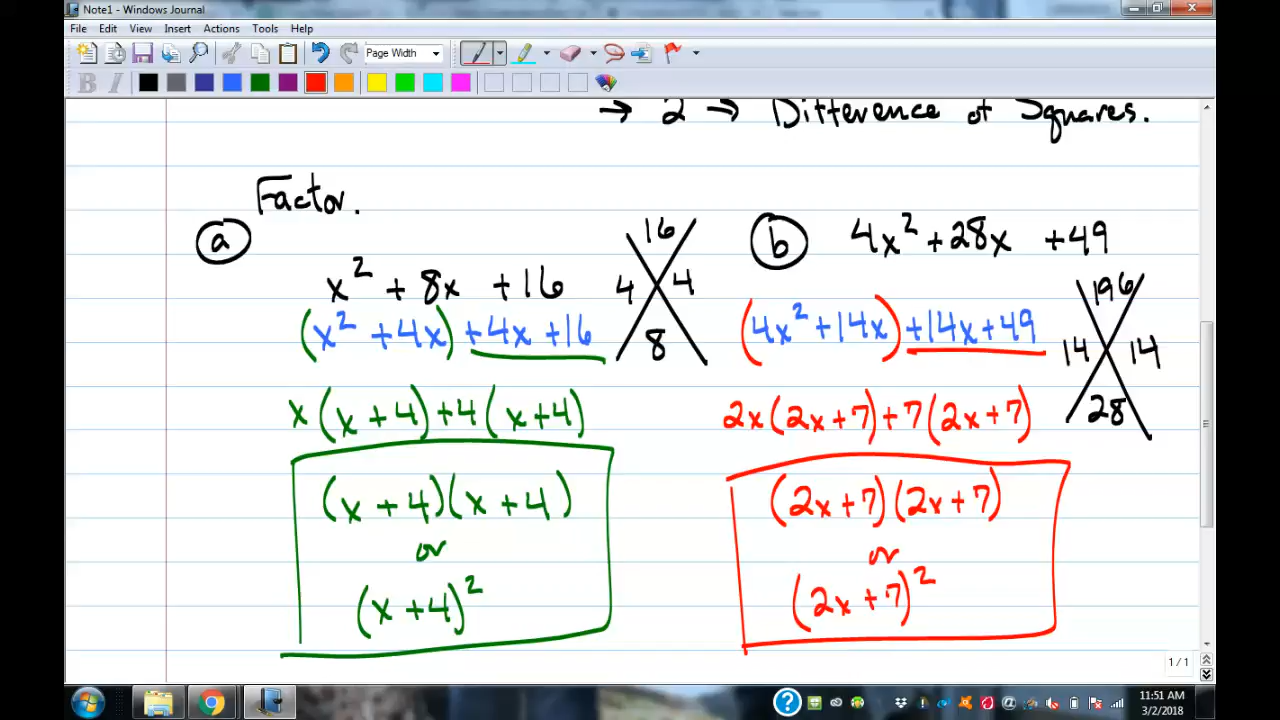 Note1 - Windows Journal
File Edit View Insert Actions Tools Help
Page Width
B I
→ 2 ⇒ Difference of Squares.
Factor.
a
x² + 8x + 16
16
4 4
8
(x² + 4x) + 4x + 16
x(x + 4) + 4(x + 4)
(x + 4)(x + 4)
or
(x + 4)²
b 4x² + 28x + 49
196
14 14
28
(4x² + 14x) + 14x + 49
2x(2x + 7) + 7(2x + 7)
(2x + 7)(2x + 7)
or
(2x + 7)²
1 / 1
?
11:51 AM
3/2/2018